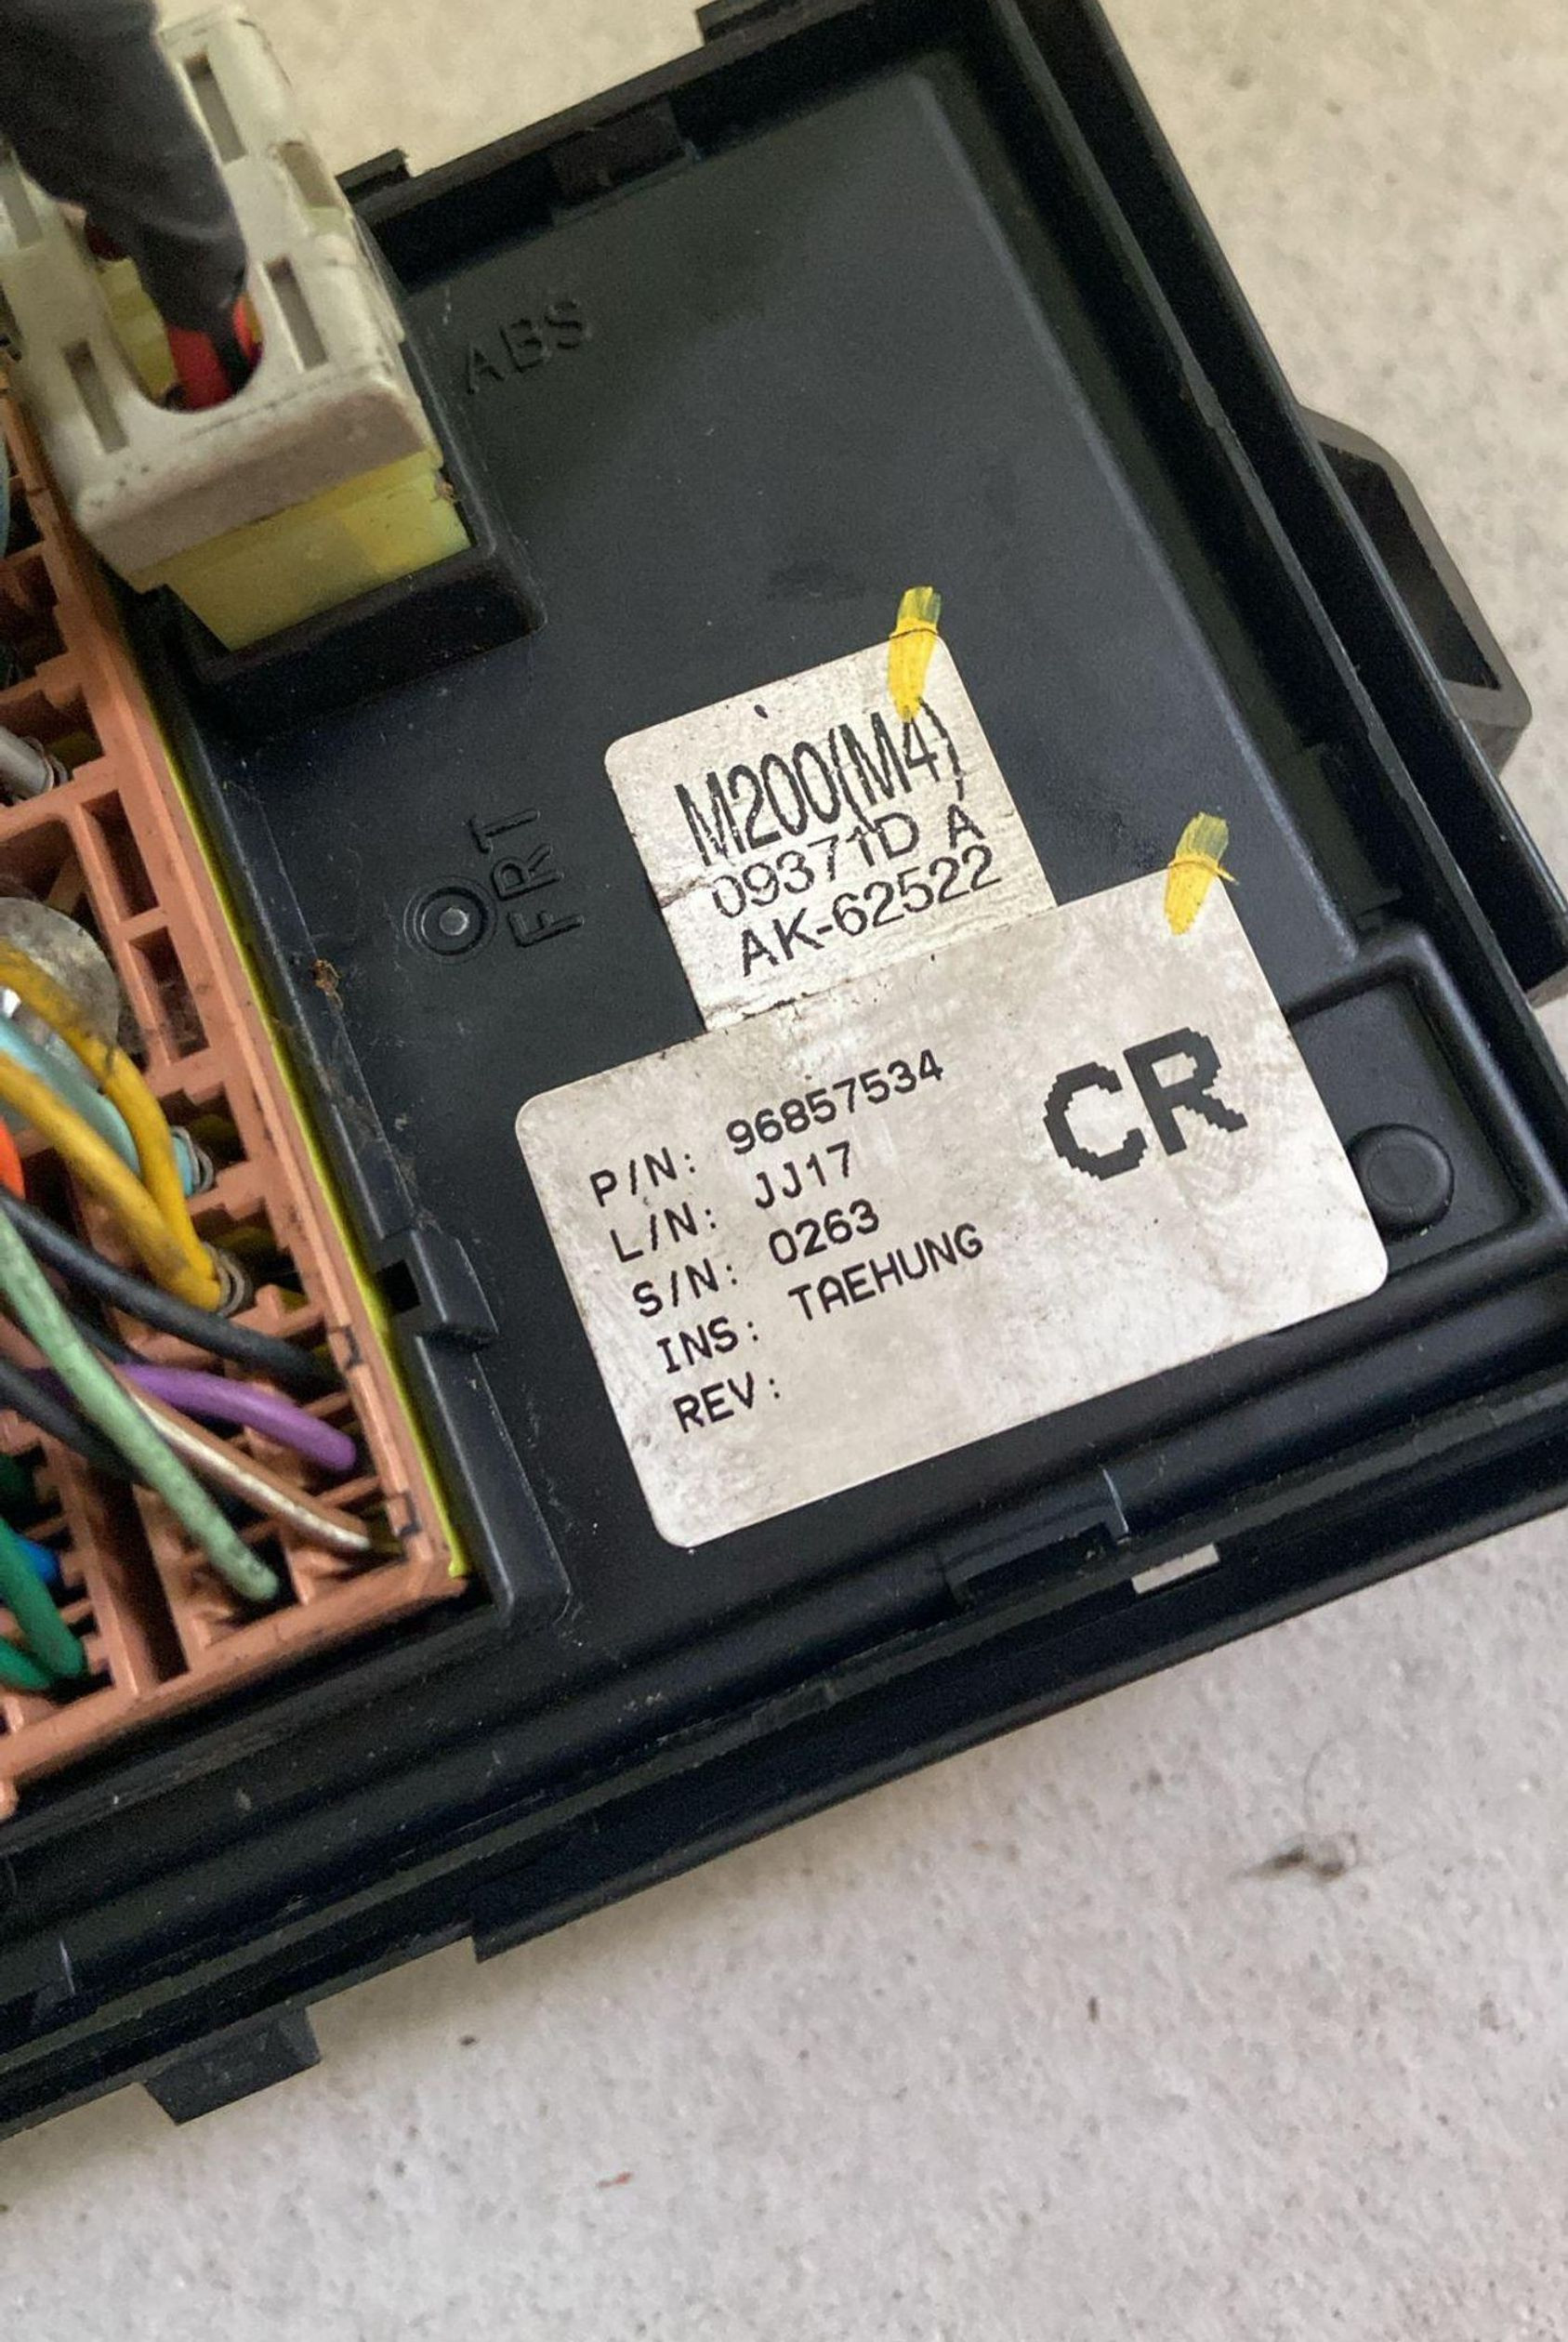 ABS
FRT
M200(M4)
09371D A
AK-62522
CR
P/N: 96857534
L/N: JJ17
S/N: 0263
INS: TAEHUNG
REV: